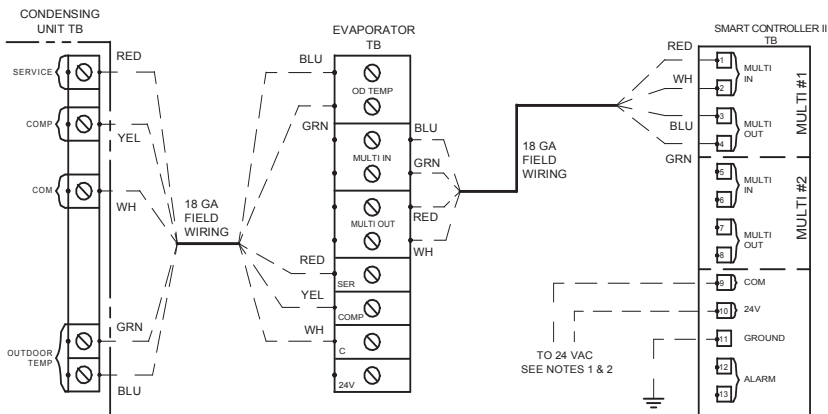 CONDENSING
UNIT TB
SERVICE
COMP
COM
OUTDOOR
TEMP
RED
YEL
WH
GRN
BLU
18 GA
FIELD
WIRING
EVAPORATOR
TB
BLU
GRN
RED
YEL
WH
OD TEMP
MULTI IN
MULTI OUT
SER
COMP
C
24V
BLU
GRN
RED
WH
18 GA
FIELD
WIRING
SMART CONTROLLER II
TB
RED
WH
BLU
GRN
1
2
3
4
5
6
7
8
9
10
11
12
13
MULTI
IN
MULTI
OUT
MULTI #1
MULTI
IN
MULTI
OUT
MULTI #2
COM
24V
GROUND
ALARM
TO 24 VAC
SEE NOTES 1 & 2